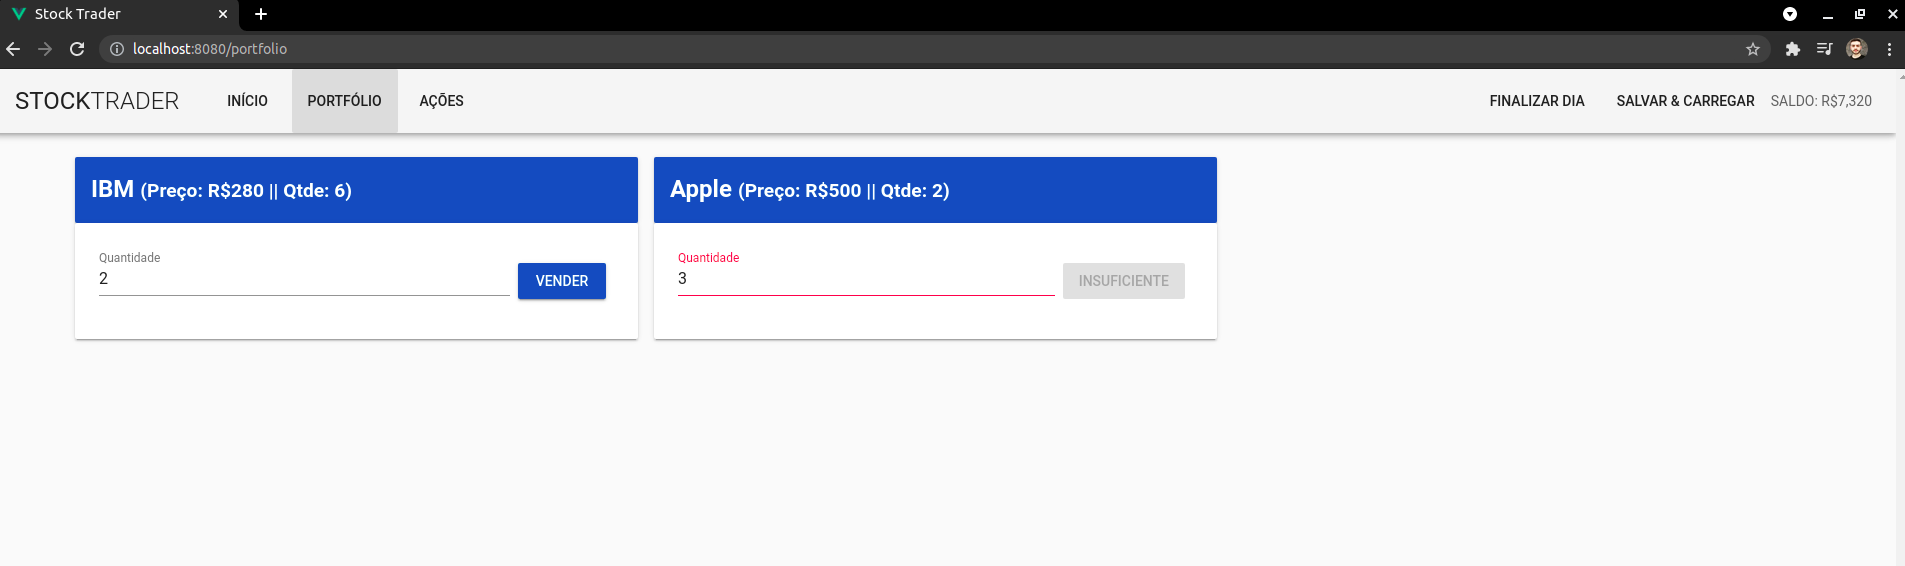 Stock Trader
localhost:8080/portfolio
STOCKTRADER INÍCIO PORTFÓLIO AÇÕES FINALIZAR DIA SALVAR & CARREGAR SALDO: R$7,320
IBM (Preço: R$280 || Qtde: 6)
Quantidade
2
VENDER
Apple (Preço: R$500 || Qtde: 2)
Quantidade
3
INSUFICIENTE